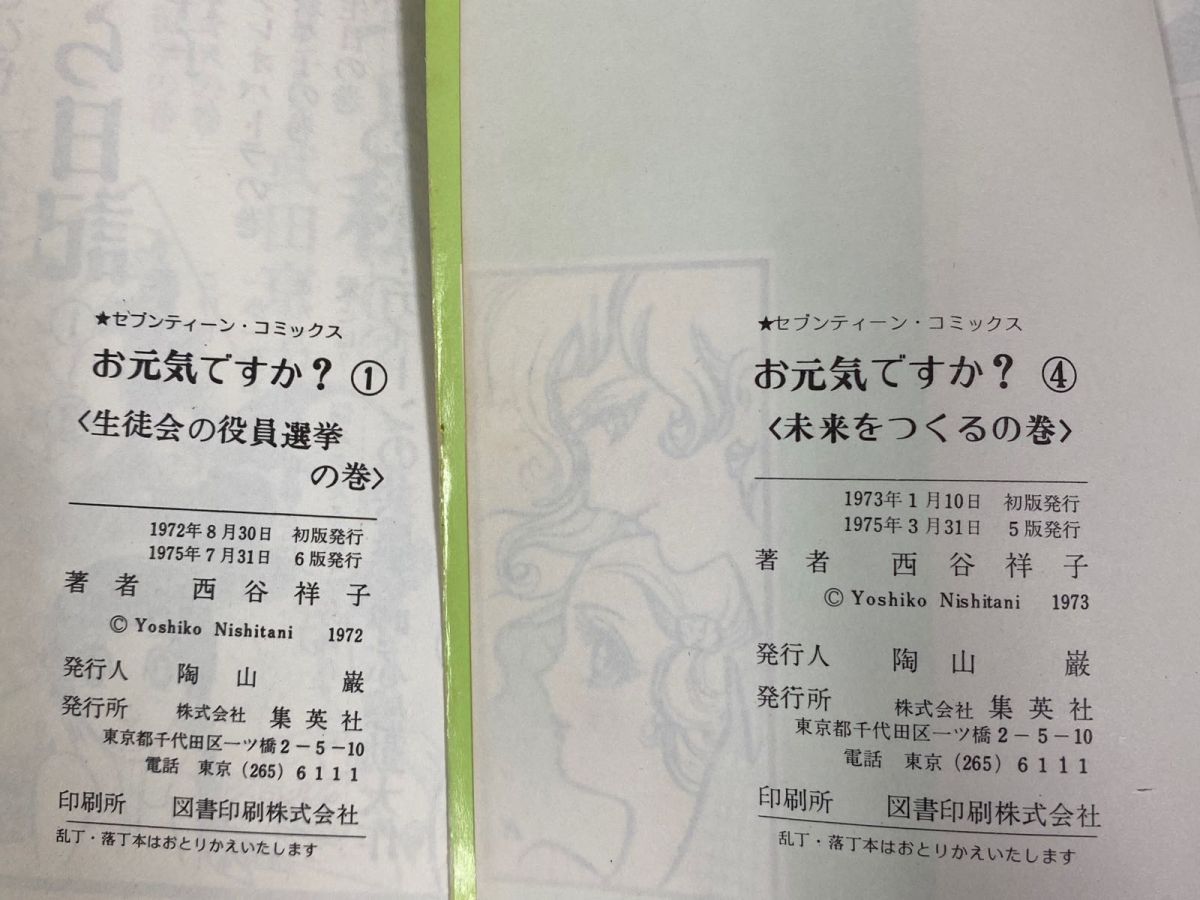 ★セブンティーン・コミックス
お元気ですか? ①
〈生徒会の役員選挙
の巻〉
1972年8月30日 初版発行
1975年7月31日 6版発行
著者 西谷祥子
© Yoshiko Nishitani 1972
発行人 陶山 巌
発行所 株式会社 集英社
東京都千代田区一ツ橋2-5-10
電話 東京(265)6111
印刷所 図書印刷株式会社
乱丁・落丁本はおとりかえいたします
★セブンティーン・コミックス
お元気ですか? ④
〈未来をつくるの巻〉
1973年1月10日 初版発行
1975年3月31日 5版発行
著者 西谷祥子
© Yoshiko Nishitani 1973
発行人 陶山 巌
発行所 株式会社 集英社
東京都千代田区一ツ橋2-5-10
電話 東京(265)6111
印刷所 図書印刷株式会社
乱丁・落丁本はおとりかえいたします